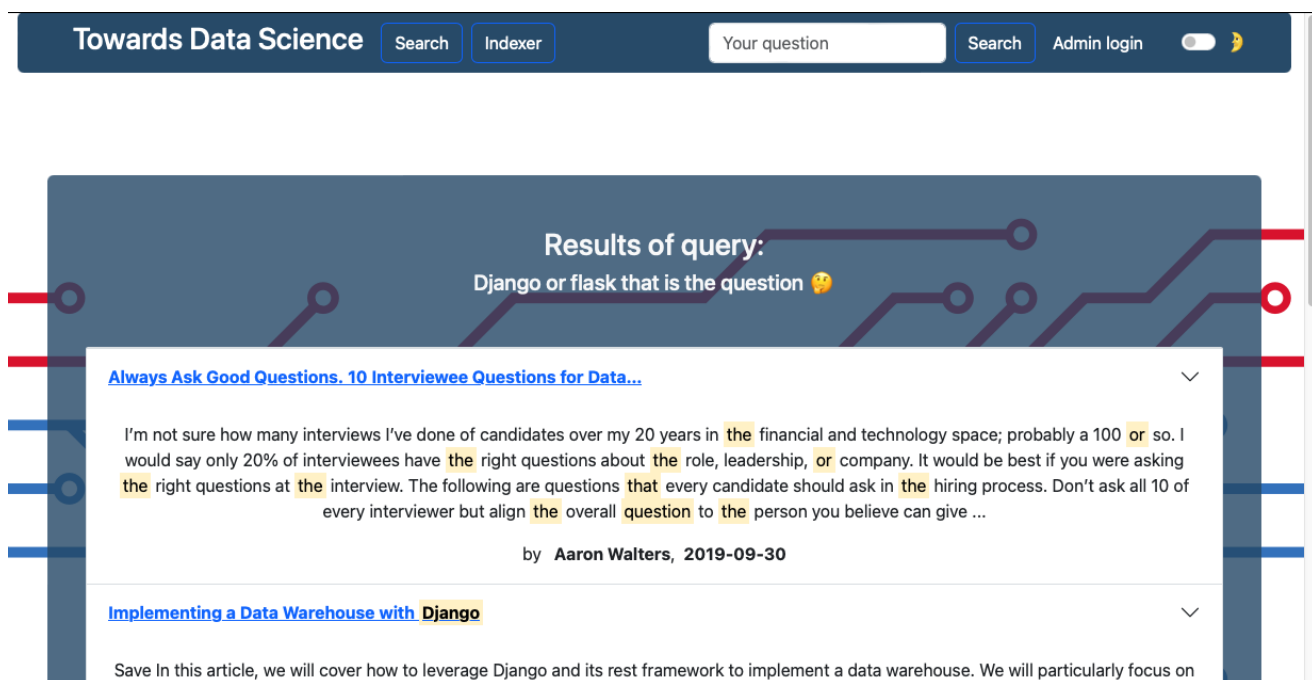 Towards Data Science Search Indexer Your question Search Admin login
Results of query:
Django or flask that is the question 🤔
Always Ask Good Questions. 10 Interviewee Questions for Data...
I’m not sure how many interviews I’ve done of candidates over my 20 years in the financial and technology space; probably a 100 or so. I
would say only 20% of interviewees have the right questions about the role, leadership, or company. It would be best if you were asking
the right questions at the interview. The following are questions that every candidate should ask in the hiring process. Don’t ask all 10 of
every interviewer but align the overall question to the person you believe can give ...
by Aaron Walters, 2019-09-30
Implementing a Data Warehouse with Django
Save In this article, we will cover how to leverage Django and its rest framework to implement a data warehouse. We will particularly focus on